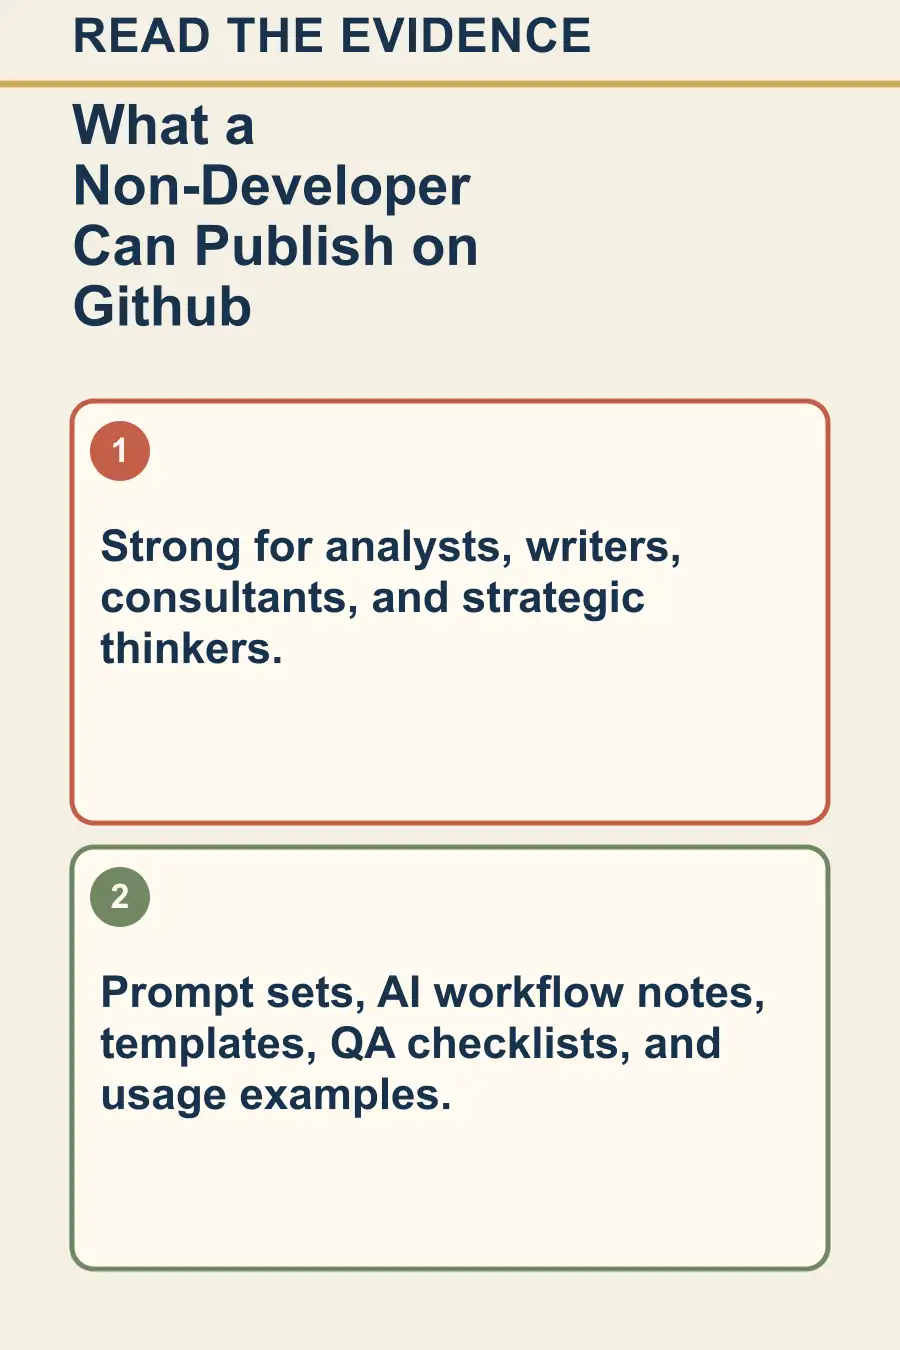 READ THE EVIDENCE
What a
Non-Developer
Can Publish on
Github
1
Strong for analysts, writers,
consultants, and strategic
thinkers.
2
Prompt sets, AI workflow notes,
templates, QA checklists, and
usage examples.